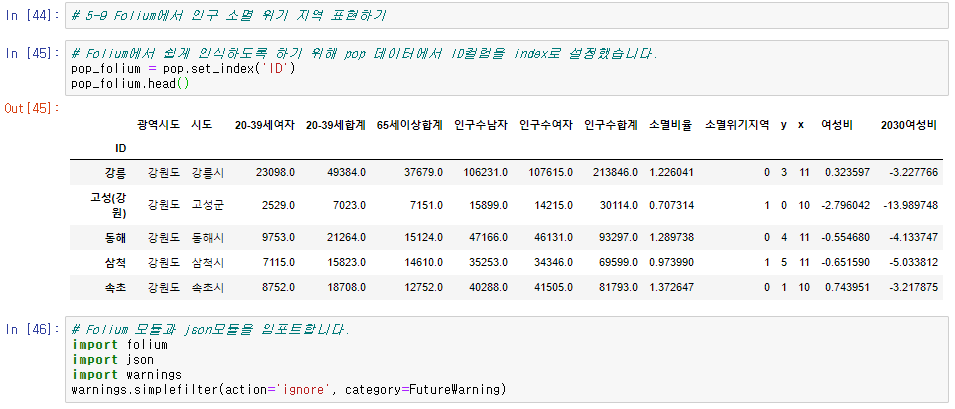 In [44]: # 5-9 Folium에서 인구 소멸 위기 지역 표현하기
In [45]: # Folium에서 쉽게 인식하도록 하기 위해 pop 데이터에서 ID컬럼을 index로 설정했습니다.
pop_folium = pop.set_index('ID')
pop_folium.head()
Out[45]:
광역시도 시도 20-39세여자 20-39세합계 65세이상합계 인구수남자 인구수여자 인구수합계 소멸비율 소멸위기지역 y x 여성비 2030여성비
ID
강릉 강원도 강릉시 23098.0 49384.0 37679.0 106231.0 107615.0 213846.0 1.226041 0 3 11 0.323597 -3.227766
고성(강
원) 강원도 고성군 2529.0 7023.0 7151.0 15899.0 14215.0 30114.0 0.707314 1 0 10 -2.796042 -13.989748
동해 강원도 동해시 9753.0 21264.0 15124.0 47166.0 46131.0 93297.0 1.289738 0 4 11 -0.554680 -4.133747
삼척 강원도 삼척시 7115.0 15823.0 14610.0 35253.0 34346.0 69599.0 0.973990 1 5 11 -0.651590 -5.033812
속초 강원도 속초시 8752.0 18708.0 12752.0 40288.0 41505.0 81793.0 1.372647 0 1 10 0.743951 -3.217875
In [46]: # Folium 모듈과 json모듈을 임포트합니다.
import folium
import json
import warnings
warnings.simplefilter(action='ignore', category=FutureWarning)